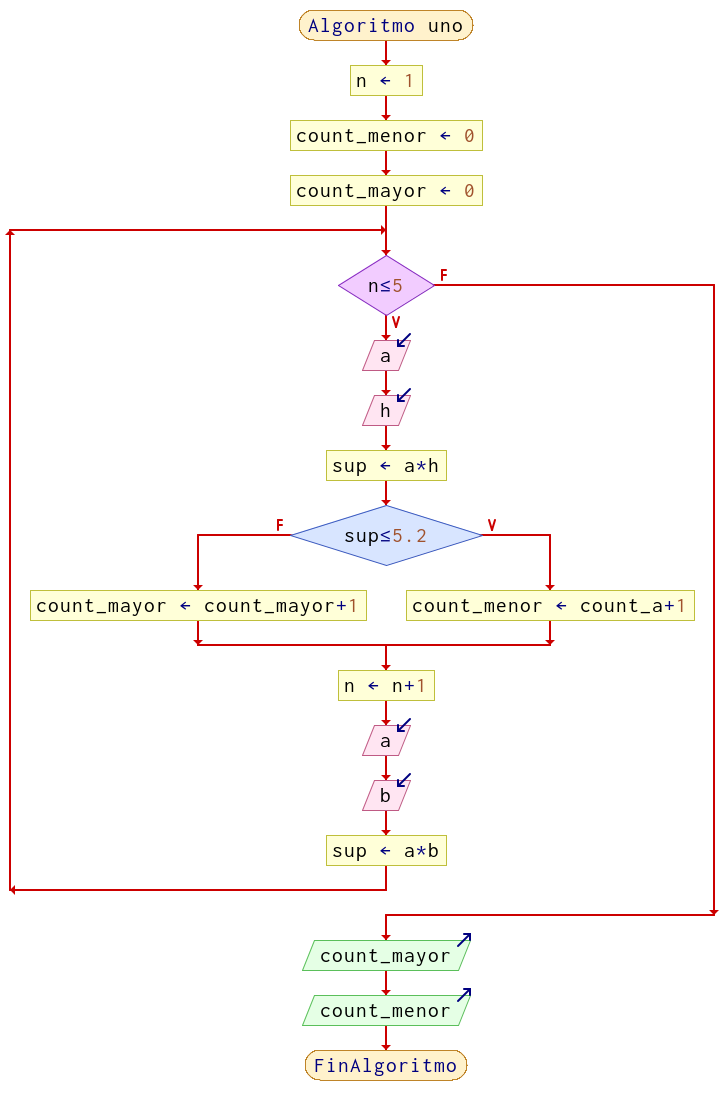 Algoritmo uno
n ← 1
count_menor ← 0
count_mayor ← 0
n≤5
F
V
a
h
sup ← a*h
F
sup≤5.2
V
count_mayor ← count_mayor+1
count_menor ← count_a+1
n ← n+1
a
b
sup ← a*b
count_mayor
count_menor
FinAlgoritmo